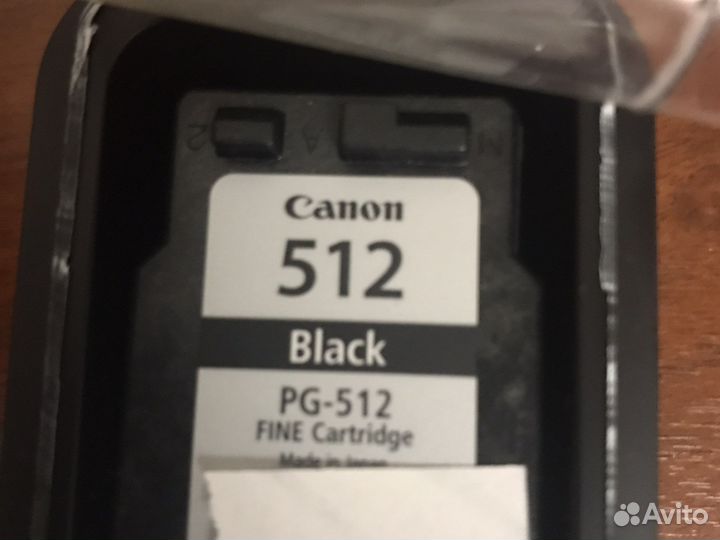 Canon
512
Black
PG-512
FINE Cartridge
Made in Japan
Avito